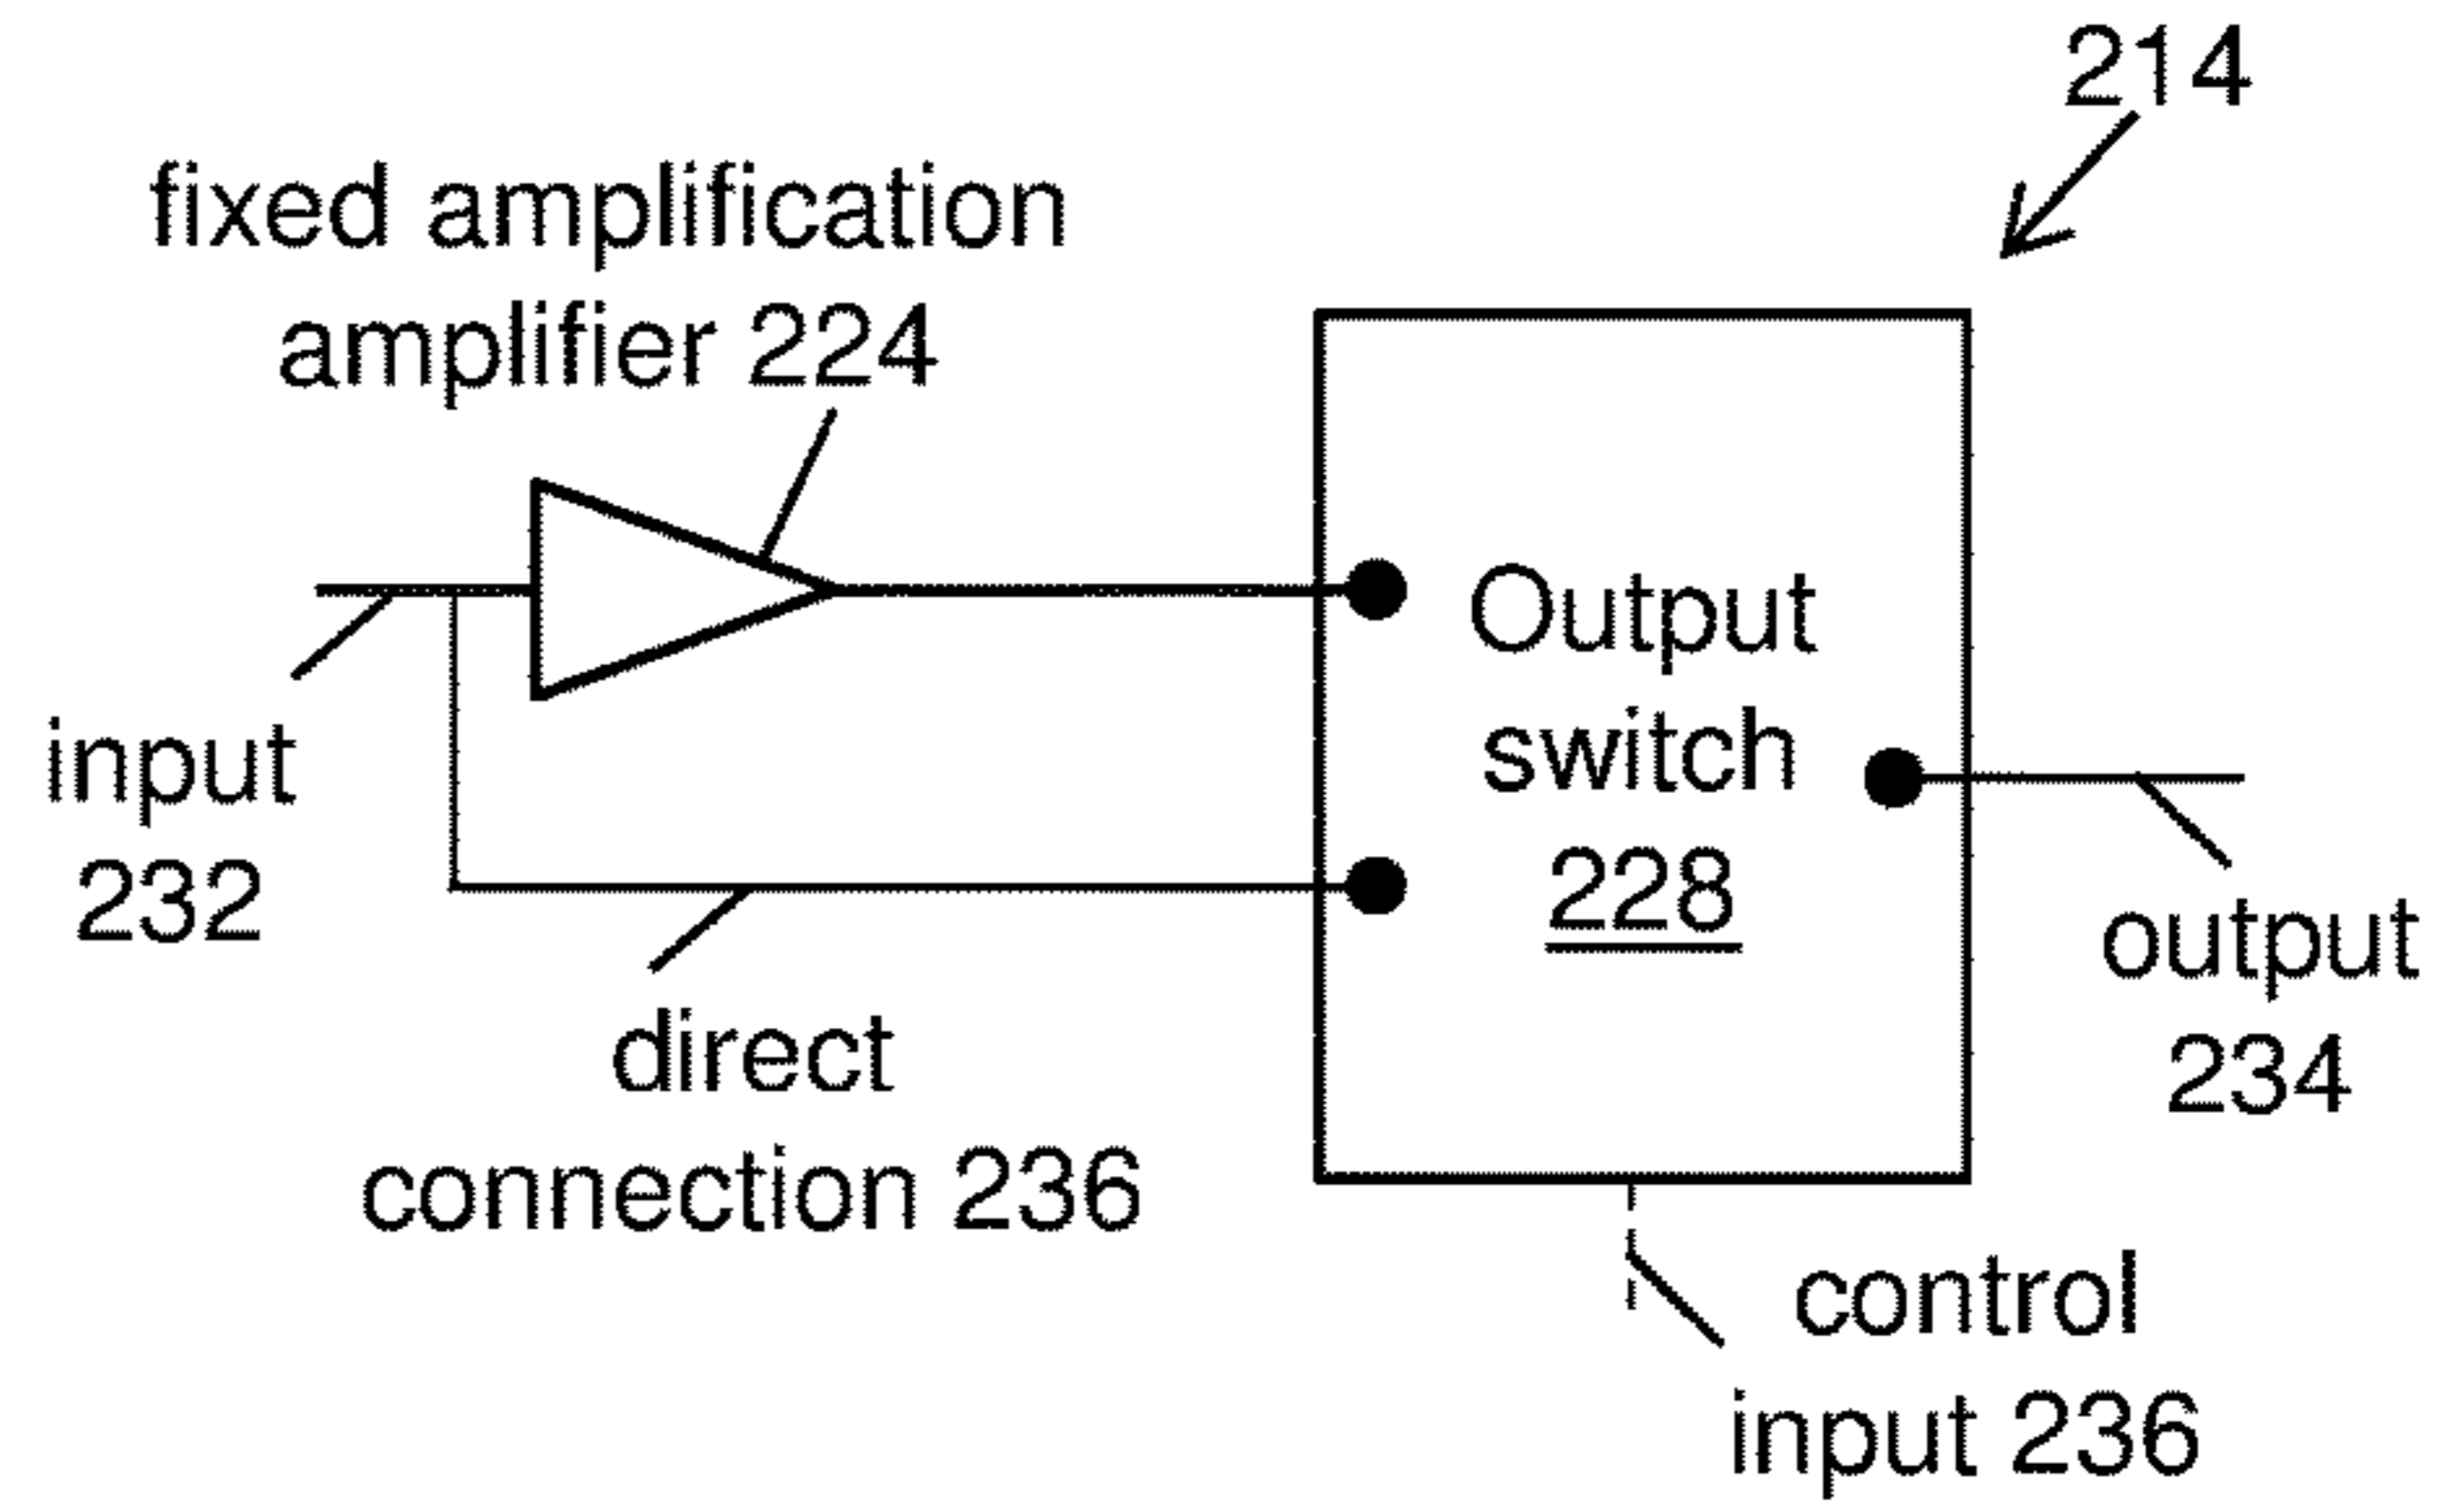 214
fixed amplification
amplifier 224
Output
switch
228
input
232
output
234
direct
connection 236
control
input 236